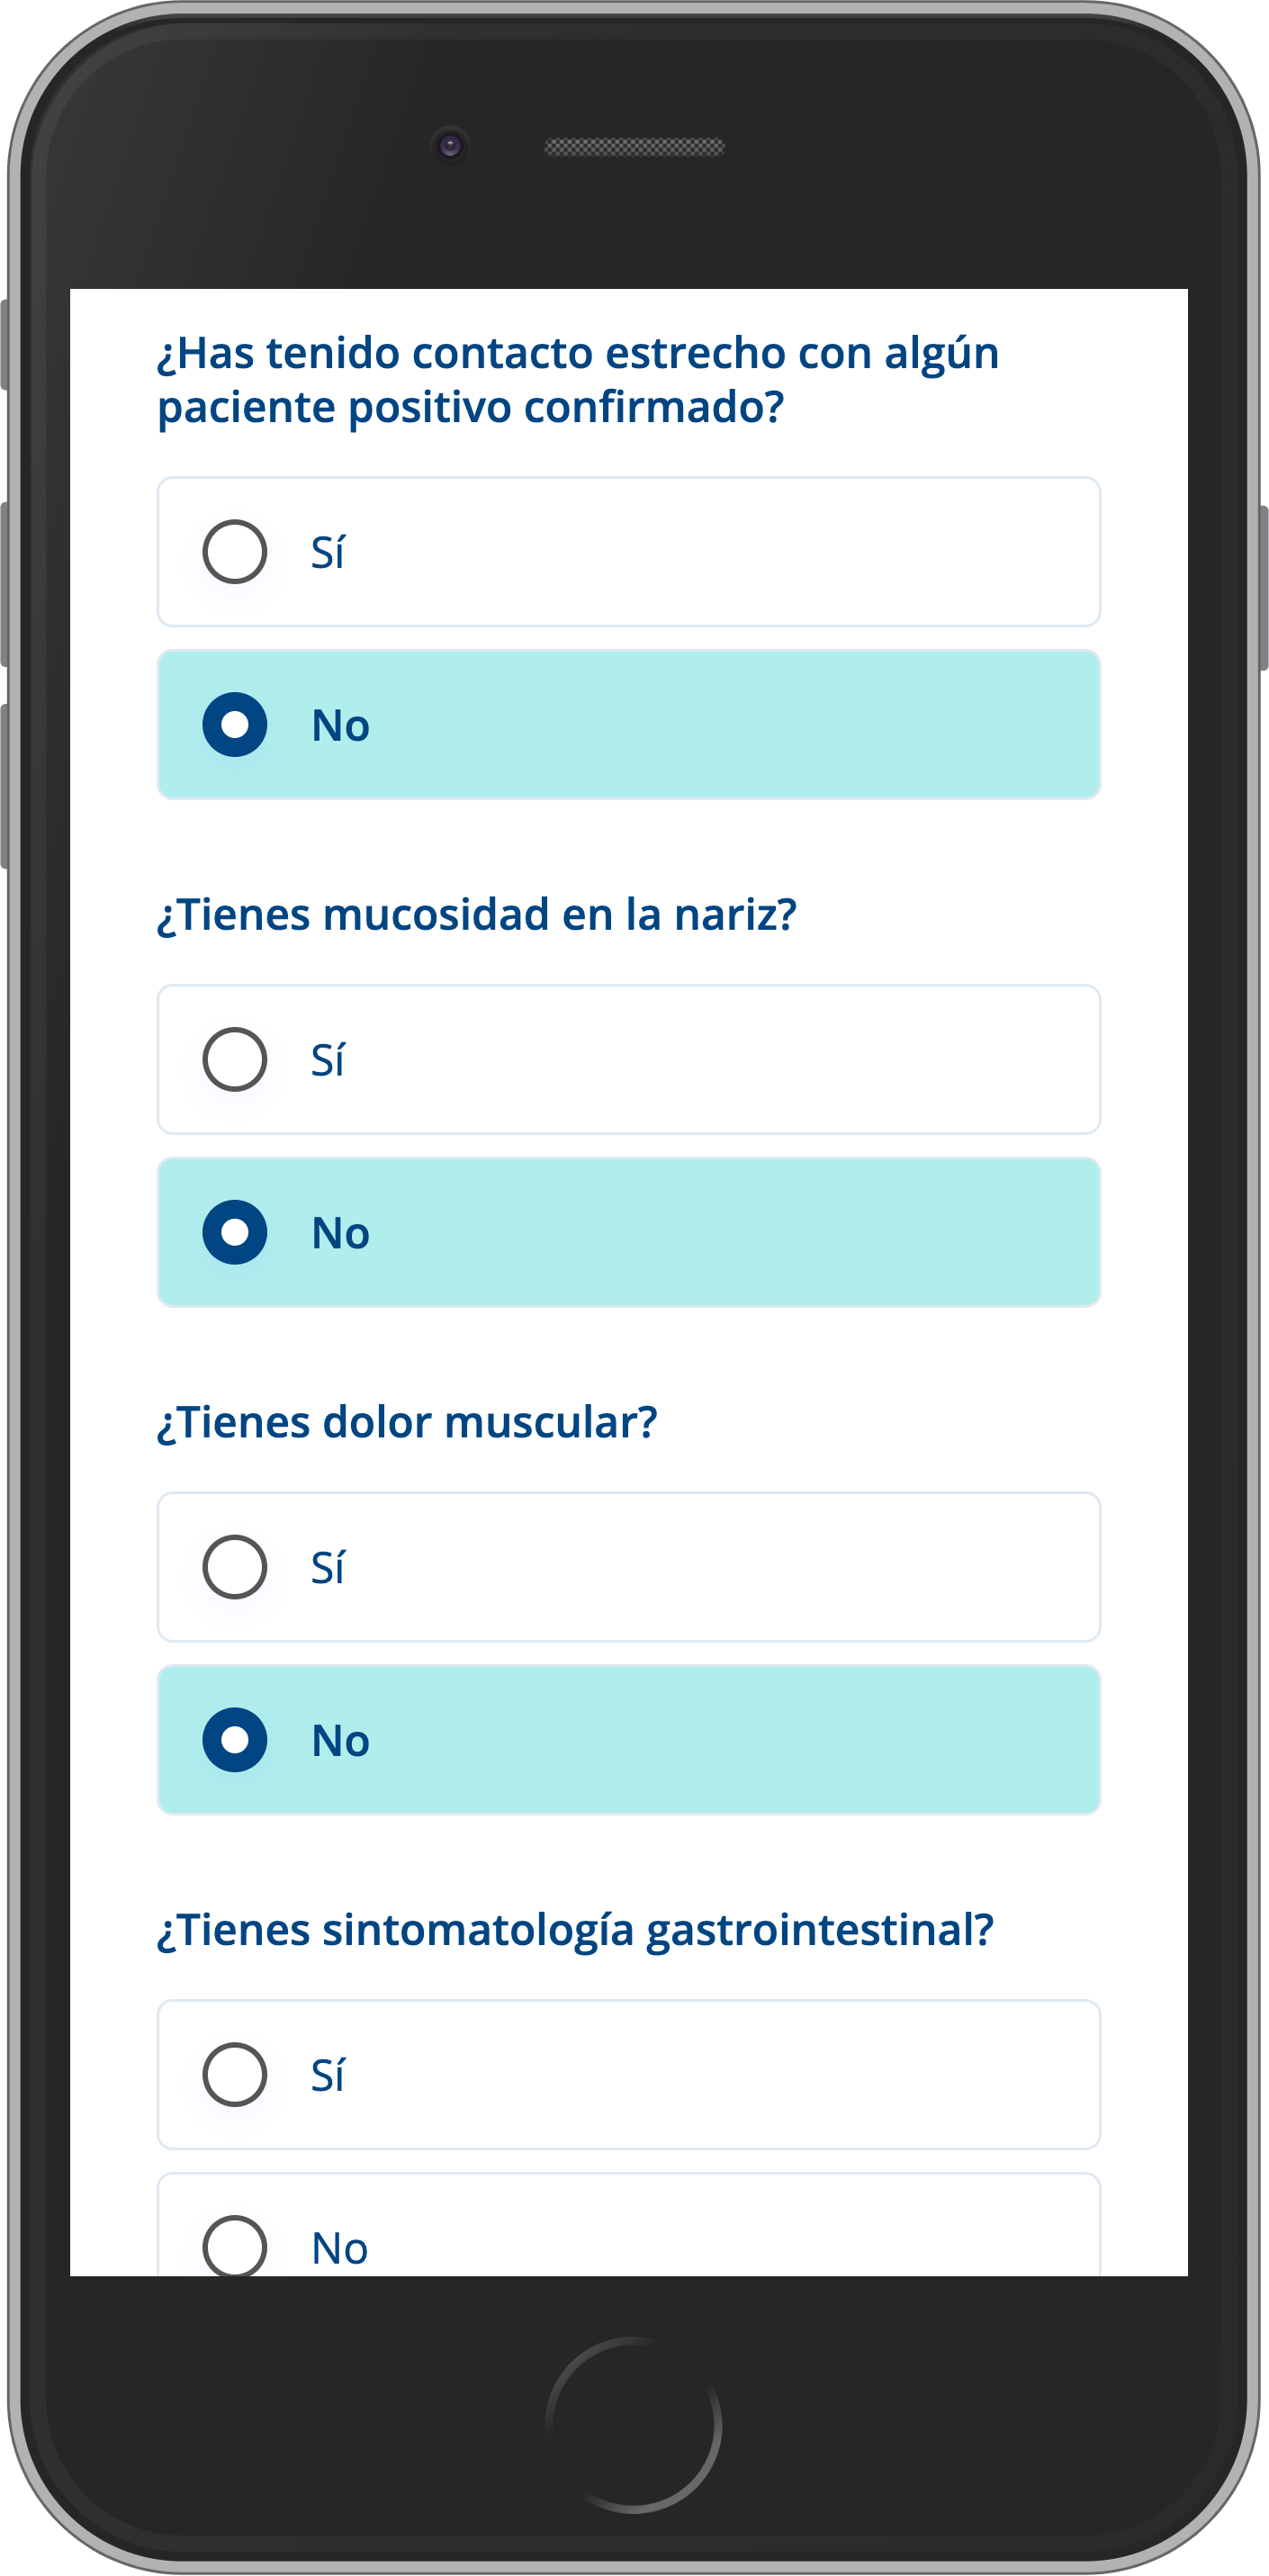 ¿Has tenido contacto estrecho con algún
paciente positivo confirmado?
Sí
No
¿Tienes mucosidad en la nariz?
Sí
No
¿Tienes dolor muscular?
Sí
No
¿Tienes sintomatología gastrointestinal?
Sí
No